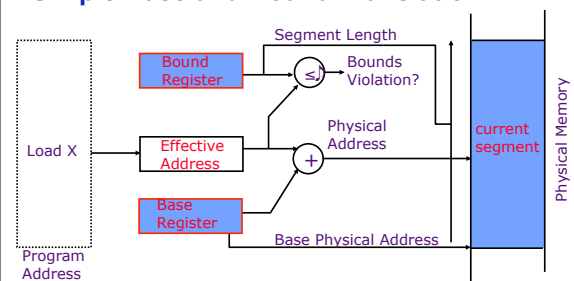 Segment Length
Bound
Register
≤
Bounds
Violation?
Load X
Effective
Address
Physical
Address
+
current
segment
Physical Memory
Base
Register
Base Physical Address
Program
Address